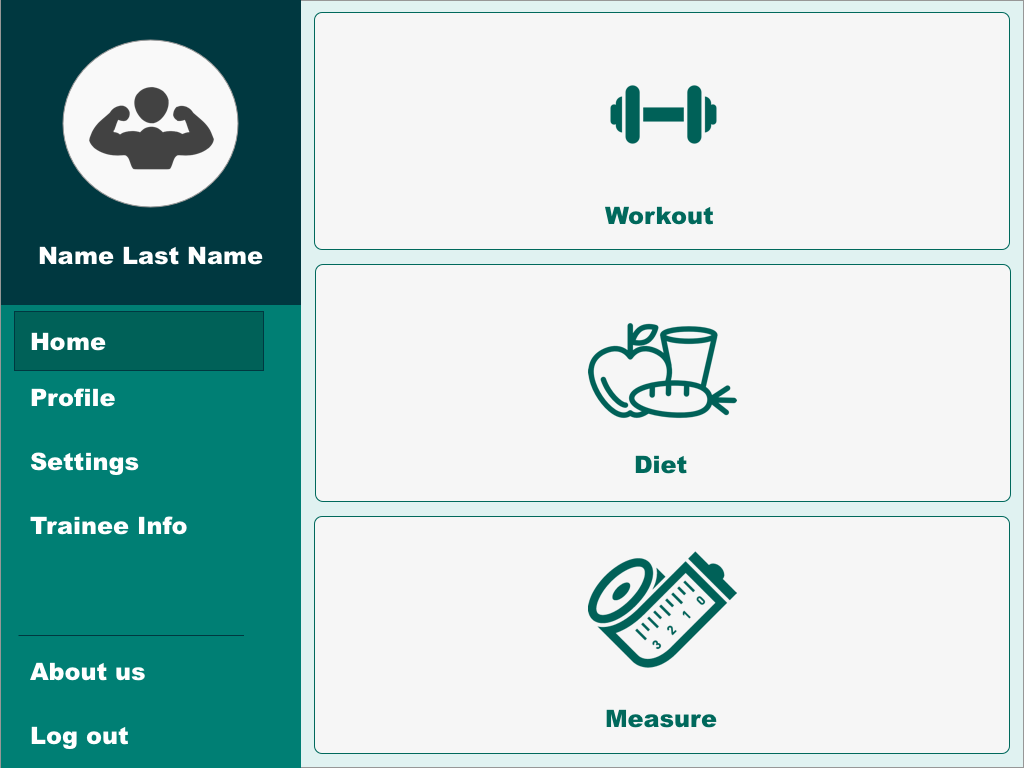 Name Last Name
Home
Profile
Settings
Trainee Info
About us
Log out
Workout
Diet
3 2 1 0
Measure